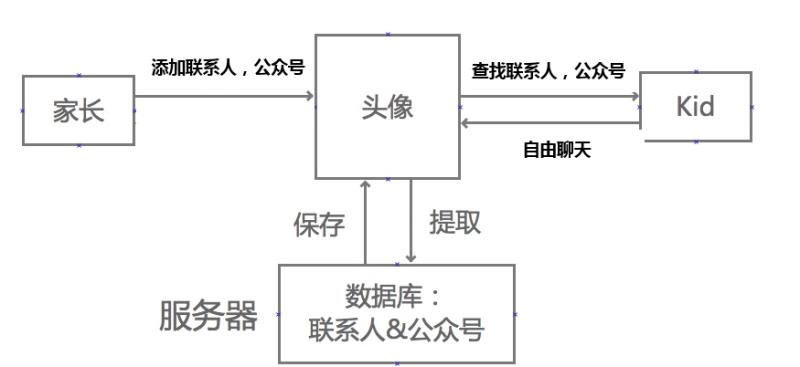 添加联系人，公众号
查找联系人，公众号
家长
头像
Kid
自由聊天
保存
提取
服务器
数据库：
联系人&公众号